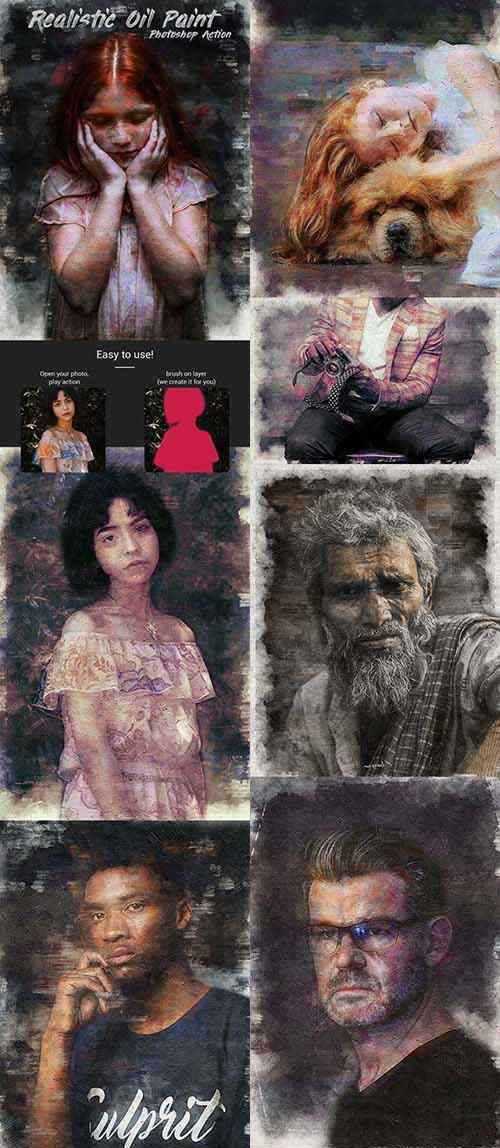 Realistic Oil Paint
Photoshop Action
Easy to use!
Open your photo,
play action
brush on layer
(we create it for you)
ulprit